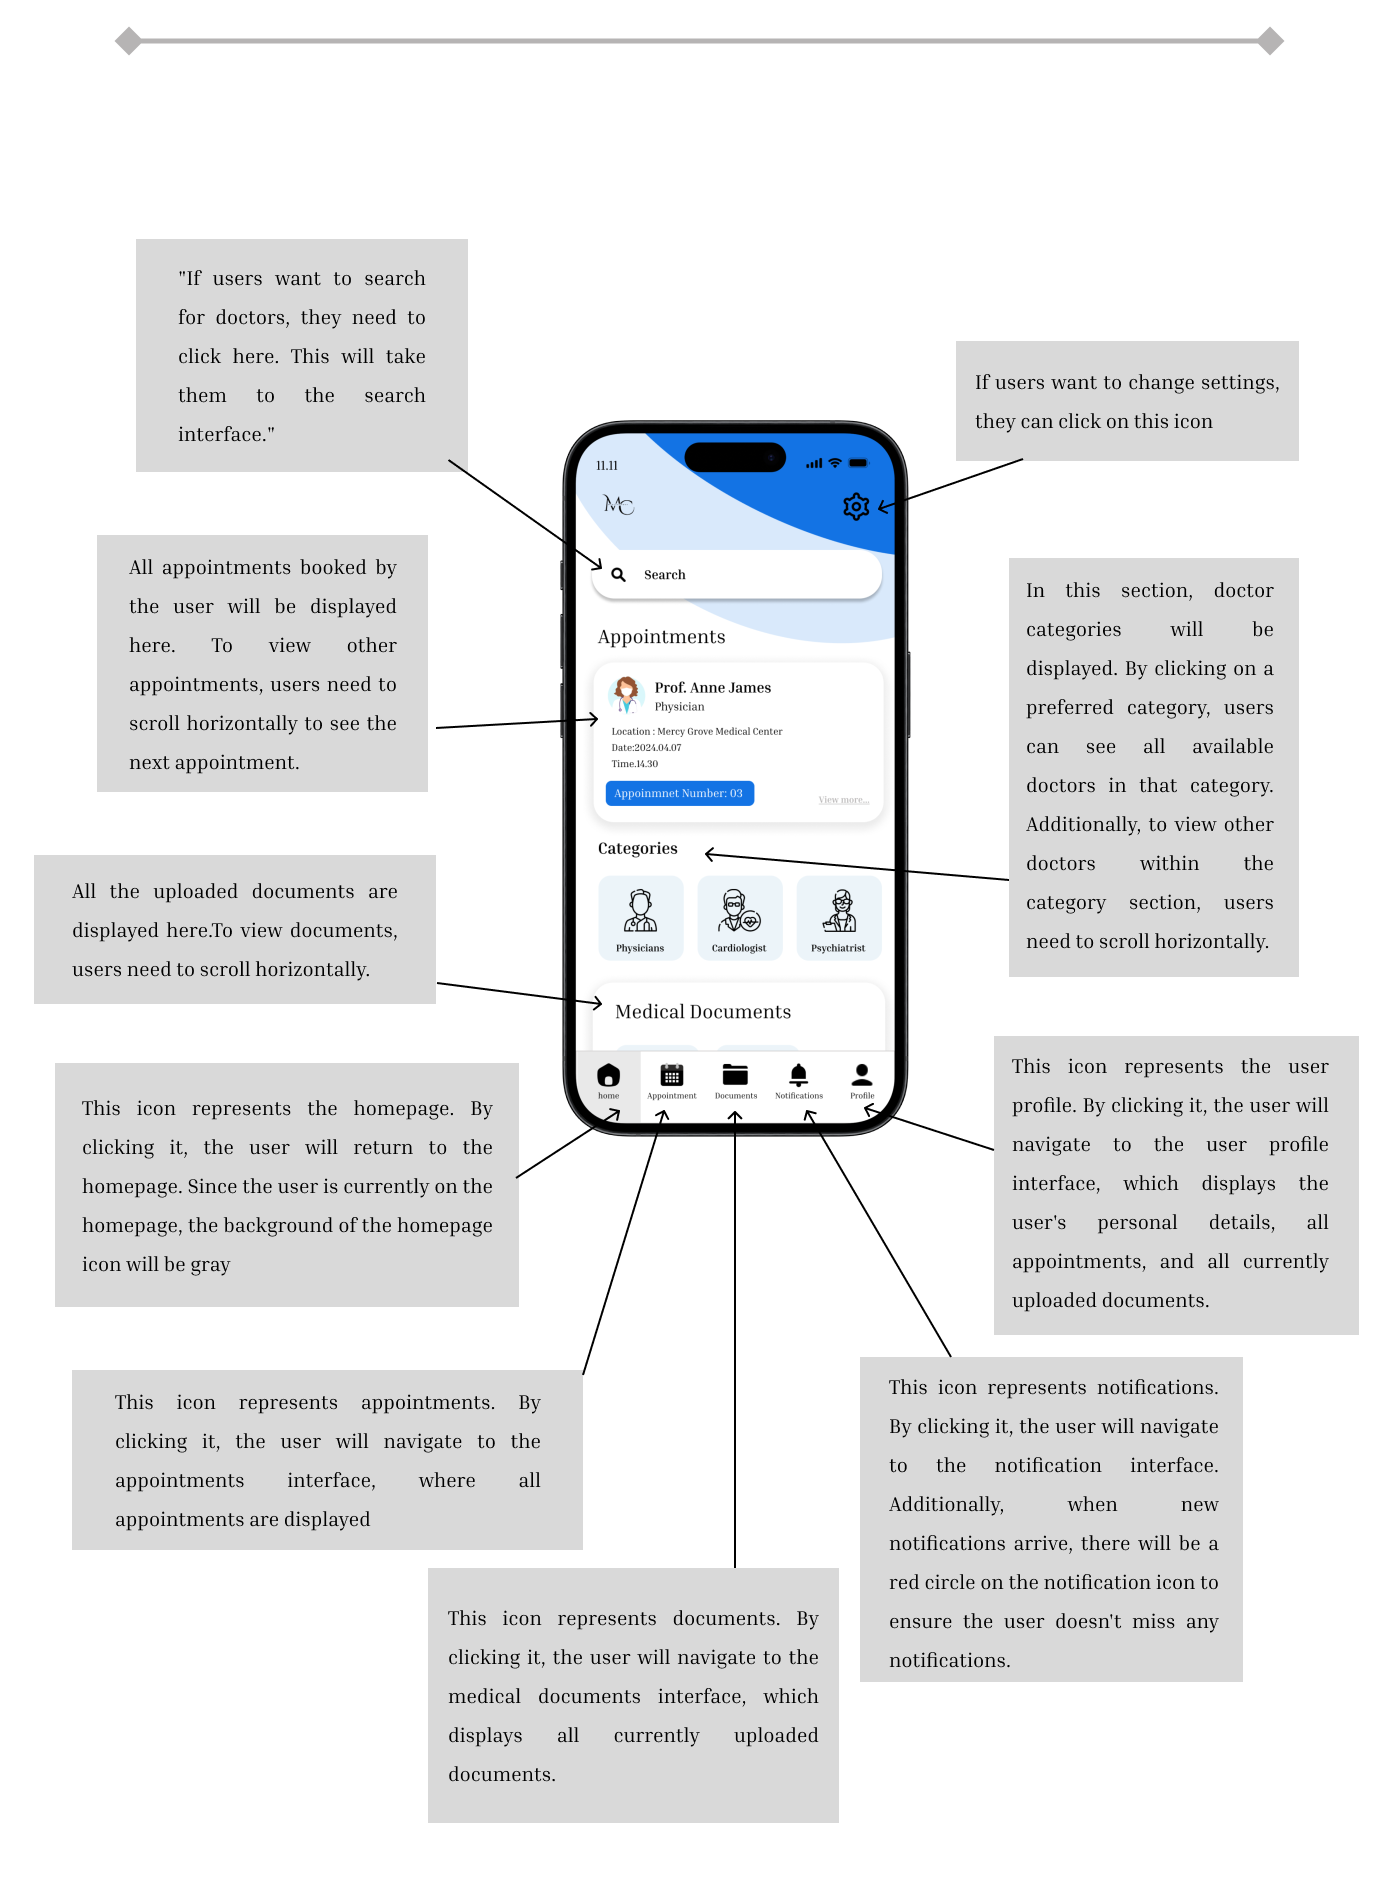 "If users want to search
for doctors, they need to
click here. This will take
them to the search
interface."
If users want to change settings,
they can click on this icon
All appointments booked by
the user will be displayed
here. To view other
appointments, users need to
scroll horizontally to see the
next appointment.
In this section, doctor
categories will be
displayed. By clicking on a
preferred category, users
can see all available
doctors in that category.
Additionally, to view other
doctors within the
category section, users
need to scroll horizontally.
All the uploaded documents are
displayed here.To view documents,
users need to scroll horizontally.
11.11
MC
Search
Appointments
Prof. Anne James
Physician
Location : Mercy Grove Medical Center
Date:2024.04.07
Time.14.30
Appoinmnet Number: 03
View more...
Categories
Physicians
Cardiologist
Psychiatrist
Medical Documents
home
Appointment
Documents
Notifications
Profile
This icon represents the homepage. By
clicking it, the user will return to the
homepage. Since the user is currently on the
homepage, the background of the homepage
icon will be gray
This icon represents the user
profile. By clicking it, the user will
navigate to the user profile
interface, which displays the
user's personal details, all
appointments, and all currently
uploaded documents.
This icon represents appointments. By
clicking it, the user will navigate to the
appointments interface, where all
appointments are displayed
This icon represents notifications.
By clicking it, the user will navigate
to the notification interface.
Additionally, when new
notifications arrive, there will be a
red circle on the notification icon to
ensure the user doesn't miss any
notifications.
This icon represents documents. By
clicking it, the user will navigate to the
medical documents interface, which
displays all currently uploaded
documents.